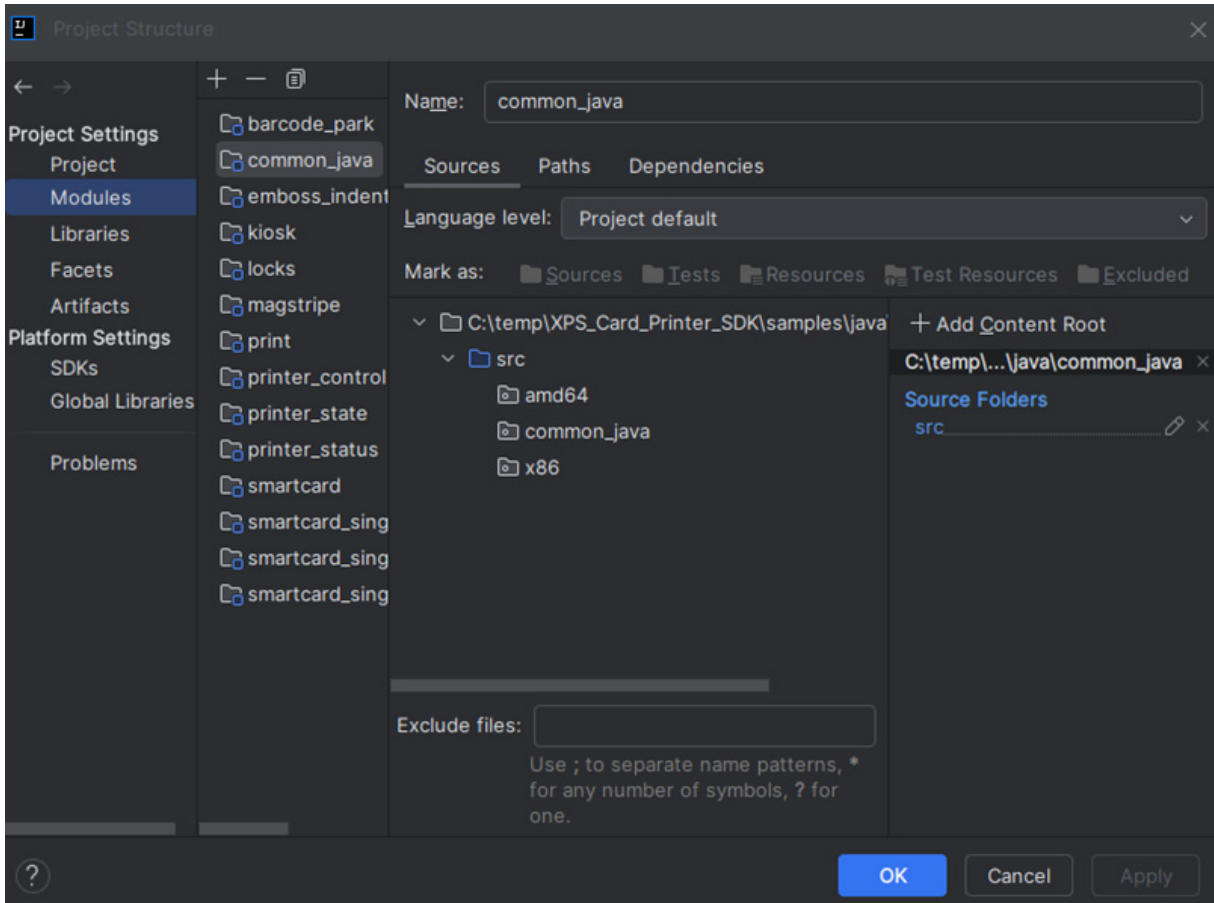 Project Structure
Project Settings
Project
Modules
Libraries
Facets
Artifacts
Platform Settings
SDKs
Global Libraries
Problems
barcode_park
common_java
emboss_indent
kiosk
locks
magstripe
print
printer_control
printer_state
printer_status
smartcard
smartcard_sing
smartcard_sing
smartcard_sing
Name: common_java
Sources Paths Dependencies
Language level: Project default
Mark as: Sources Tests Resources Test Resources Excluded
C:\temp\XPS_Card_Printer_SDK\samples\java
src
amd64
common_java
x86
+ Add Content Root
C:\temp\...\java\common_java
Source Folders
src
Exclude files:
Use ; to separate name patterns, *
for any number of symbols, ? for
one.
?
OK Cancel Apply